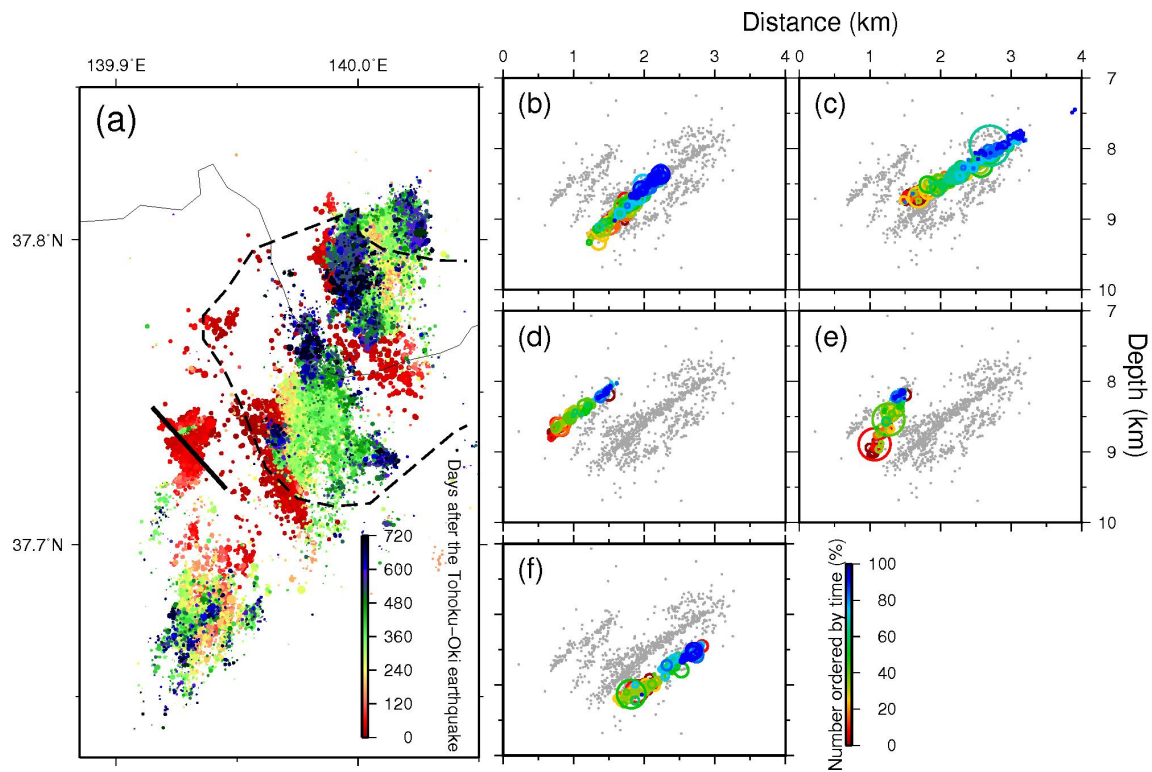 Distance (km)
139.9°E
140.0°E
0
1
2
3
4
0
1
2
3
4
(a)
(b)
(c)
7
8
9
10
37.8°N
(d)
(e)
7
8
9
10
Depth (km)
37.7°N
Days after the Tohoku−Oki earthquake
720
600
480
360
240
120
0
(f)
Number ordered by time (%)
100
80
60
40
20
0